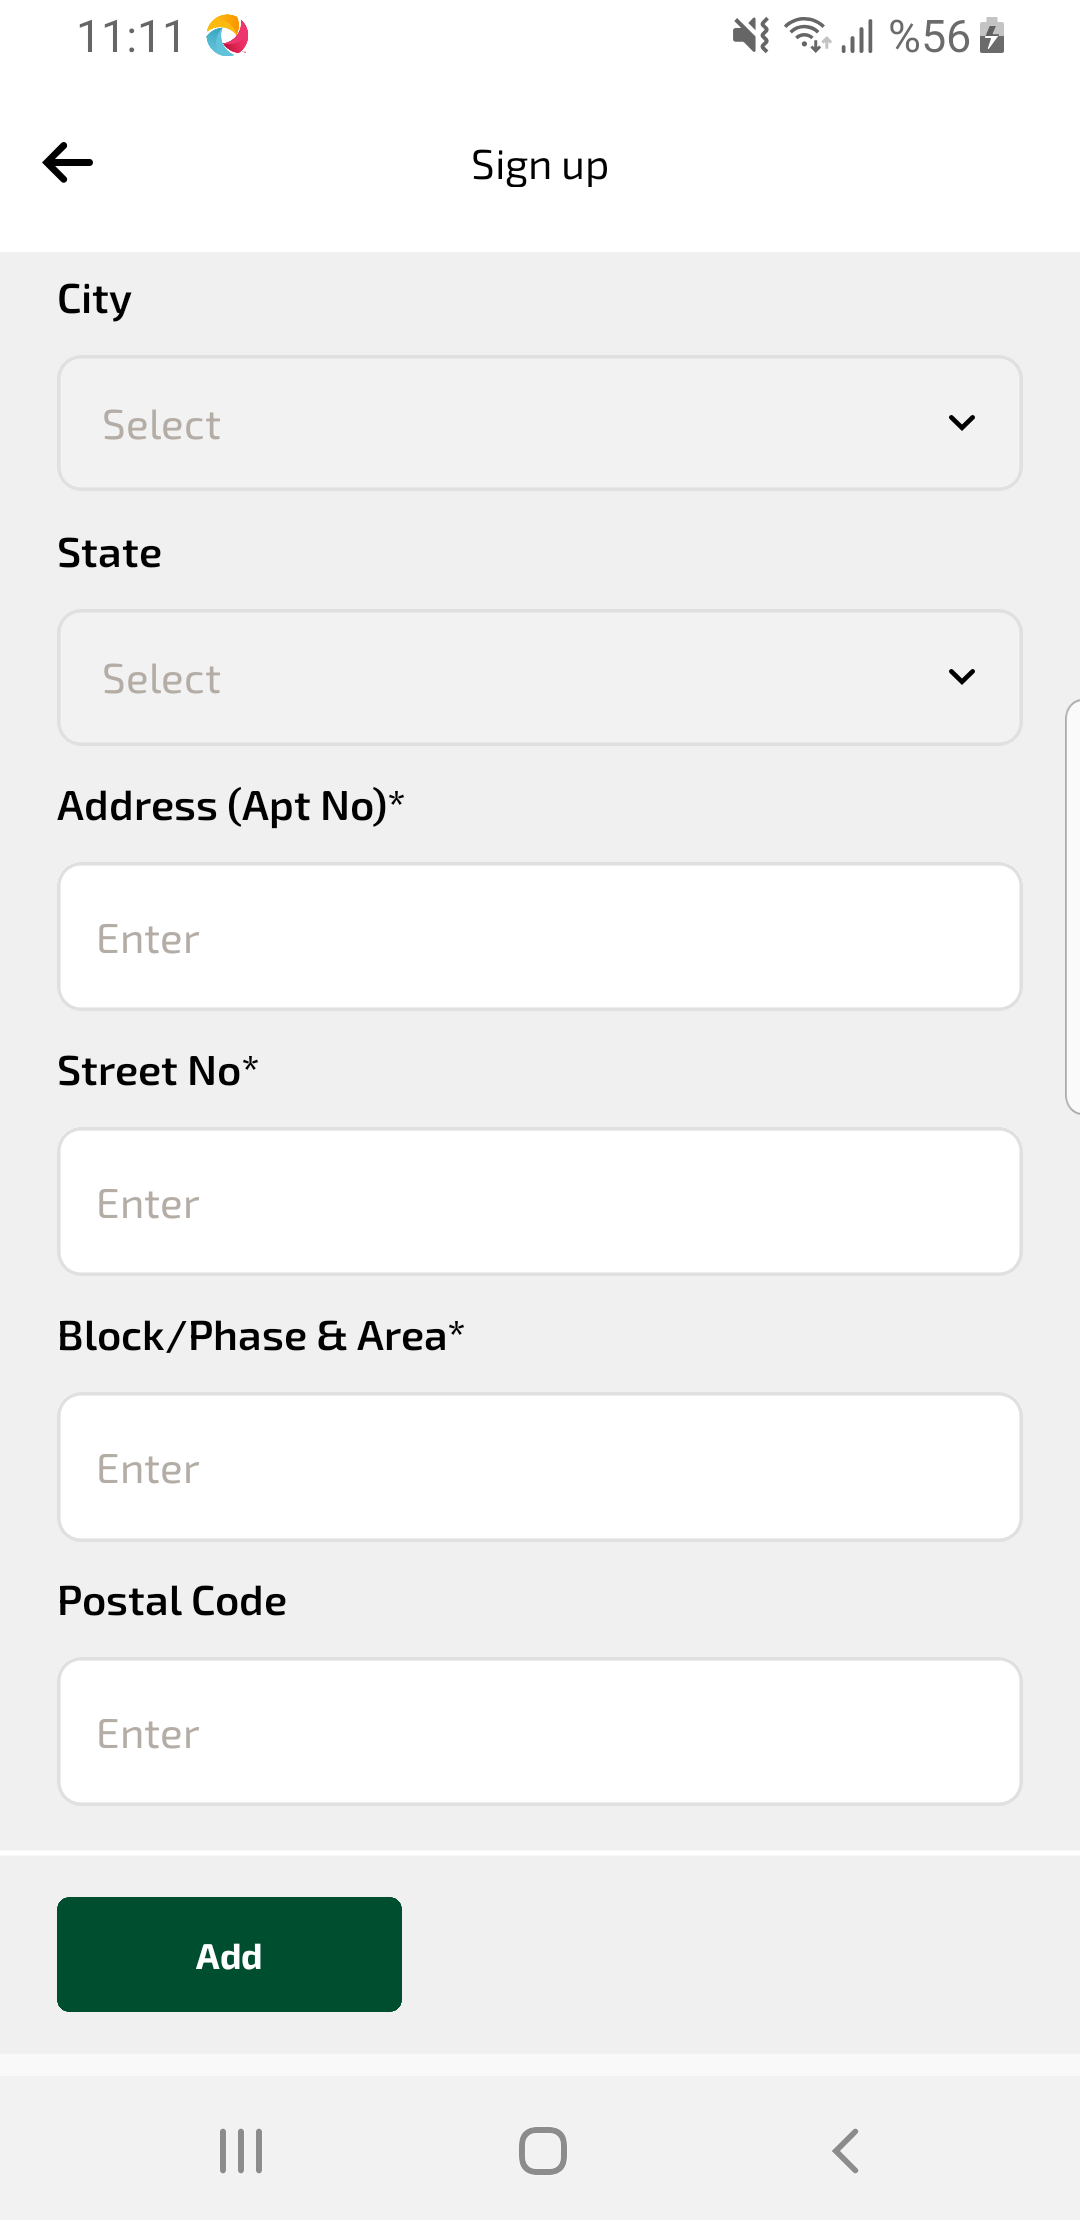 11:11 %56
Sign up
City
Select
State
Select
Address (Apt No)*
Enter
Street No*
Enter
Block/Phase & Area*
Enter
Postal Code
Enter
Add